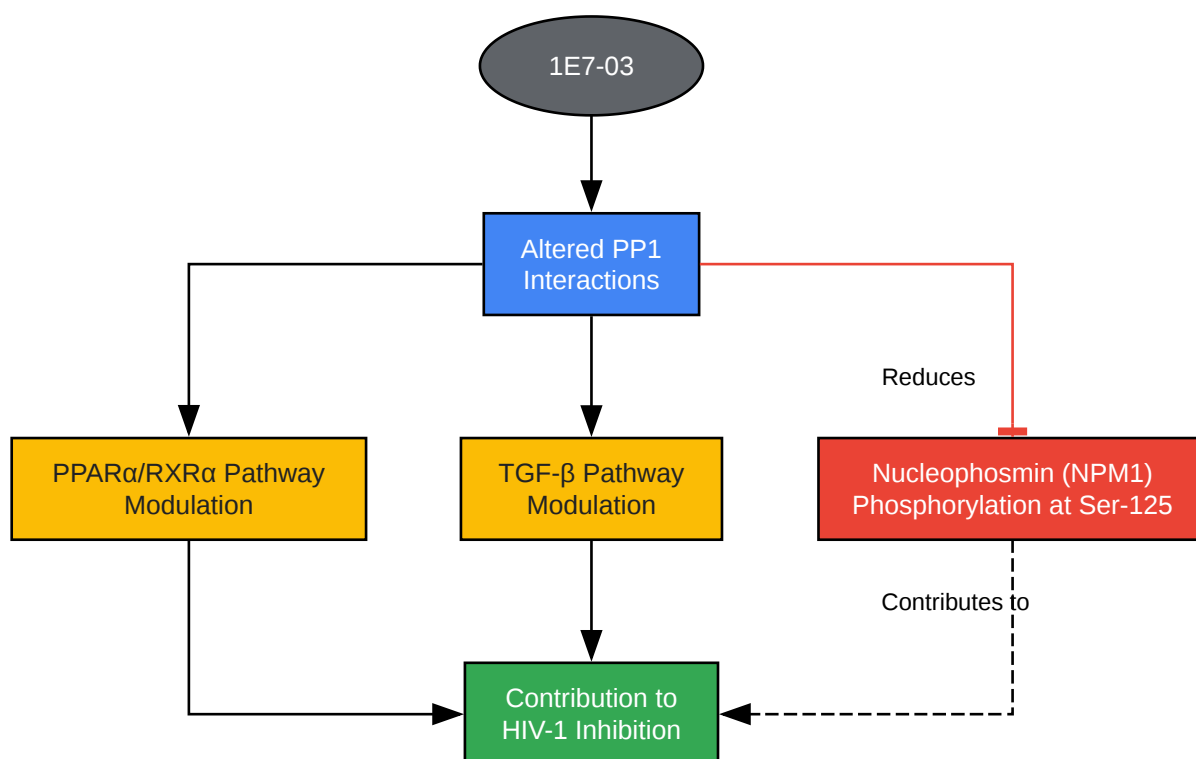 1E7-03
Altered PP1
Interactions
Reduces
PPARα/RXRα Pathway
Modulation
TGF-β Pathway
Modulation
Nucleophosmin (NPM1)
Phosphorylation at Ser-125
Contributes to
Contribution to
HIV-1 Inhibition